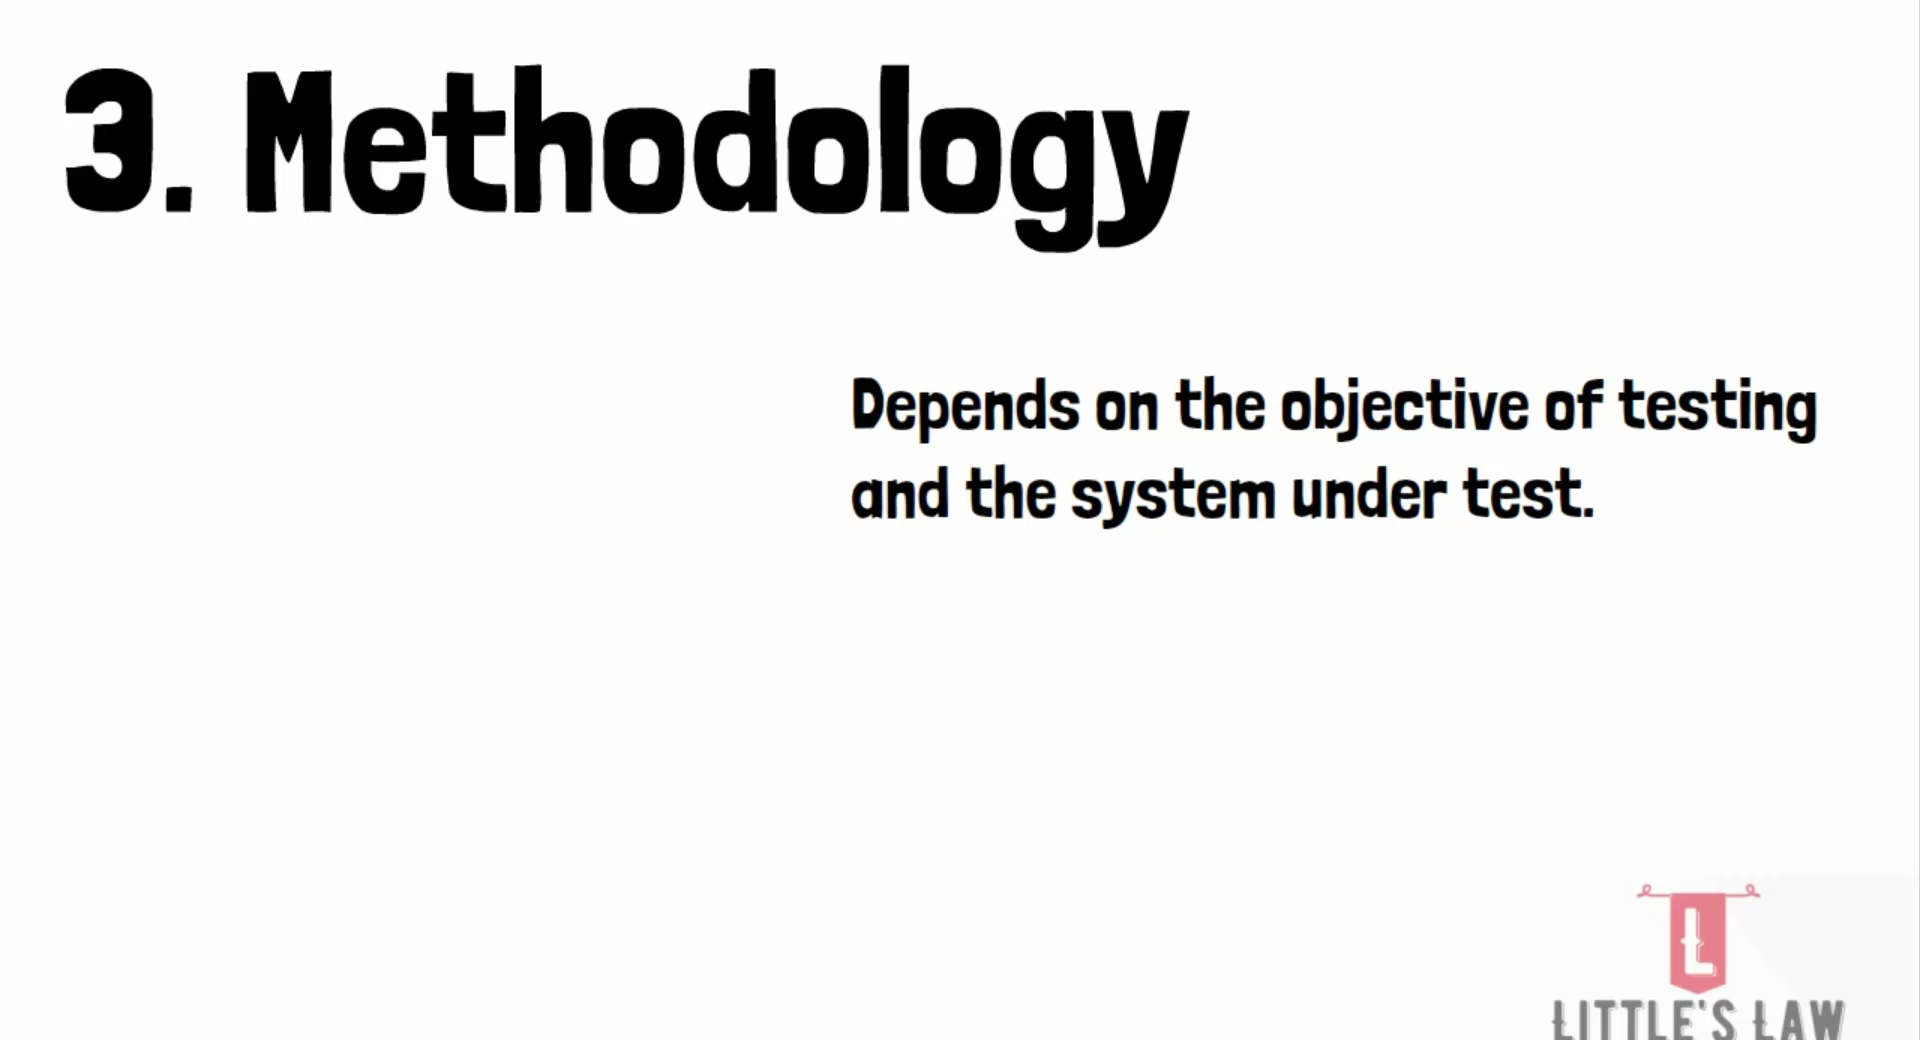 3. Methodology
Depends on the objective of testing
and the system under test.
L
LITTLE'S LAW